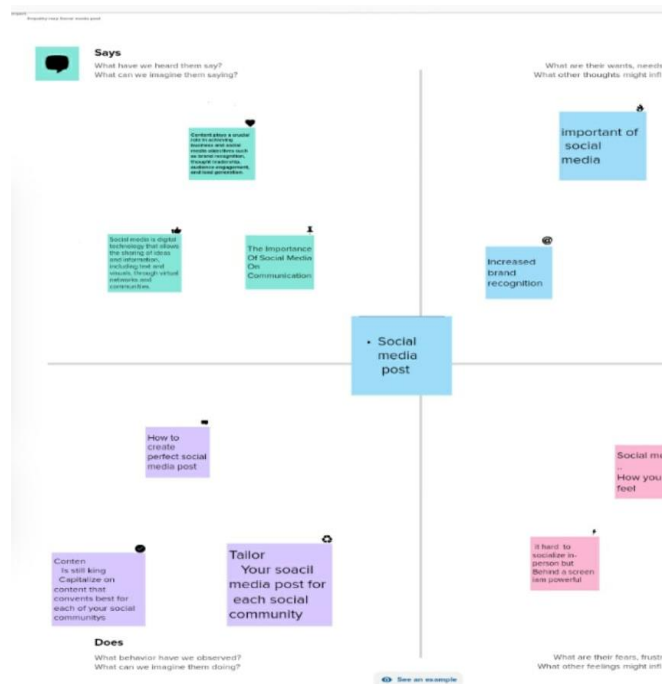 Says
What have we heard them say?
What can we imagine them saying?
What are their wants, neede
What other thoughts might infl
Content plays a crucial
role in achieving
business and social
media objectives such
as brand recognition,
thought leadership,
audience engagement,
and lead generation
important of
social
media
Social media is digital
technology that allows
the sharing of ideas
and information,
including text and
visuals, through virtual
networks and
communities
The Importance
Of Social Media
On
Communication
Increased
brand
recognition
• Social
media
post
How to
create
perfect social
media post
Social me
..
How you
feel
Conten
Is still king
Capitalize on
content that
convents best for
each of your social
communitys
Tailor
Your soacil
media post for
each social
community
it hard to
socialize in-
person but
Behind a screen
iam powerful
Does
What behavior have we observed?
What can we imagine them doing?
What are their fears, frust
What other feelings might infl
See an example